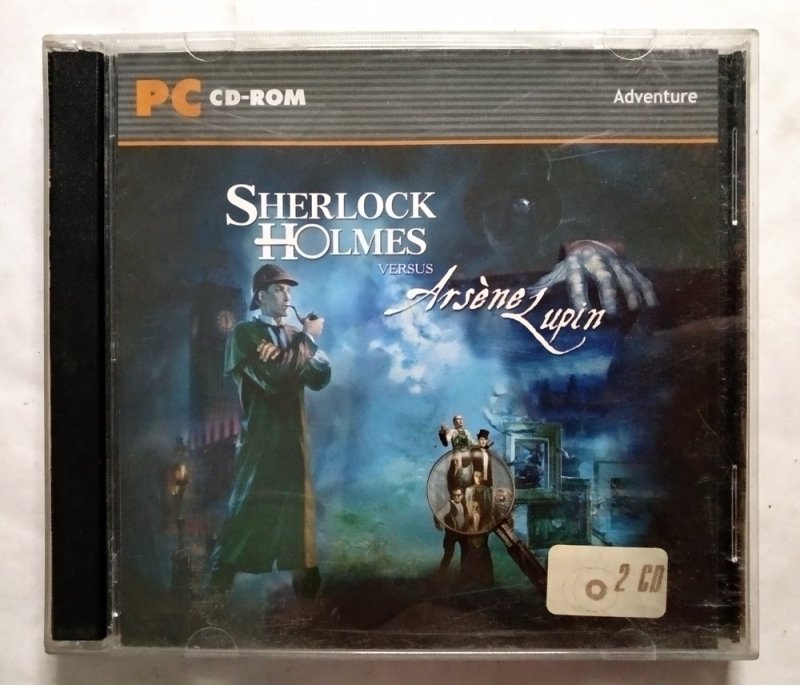 PC CD-ROM
Adventure
SHERLOCK
HOLMES
VERSUS
Arsène Lupin
2 CD